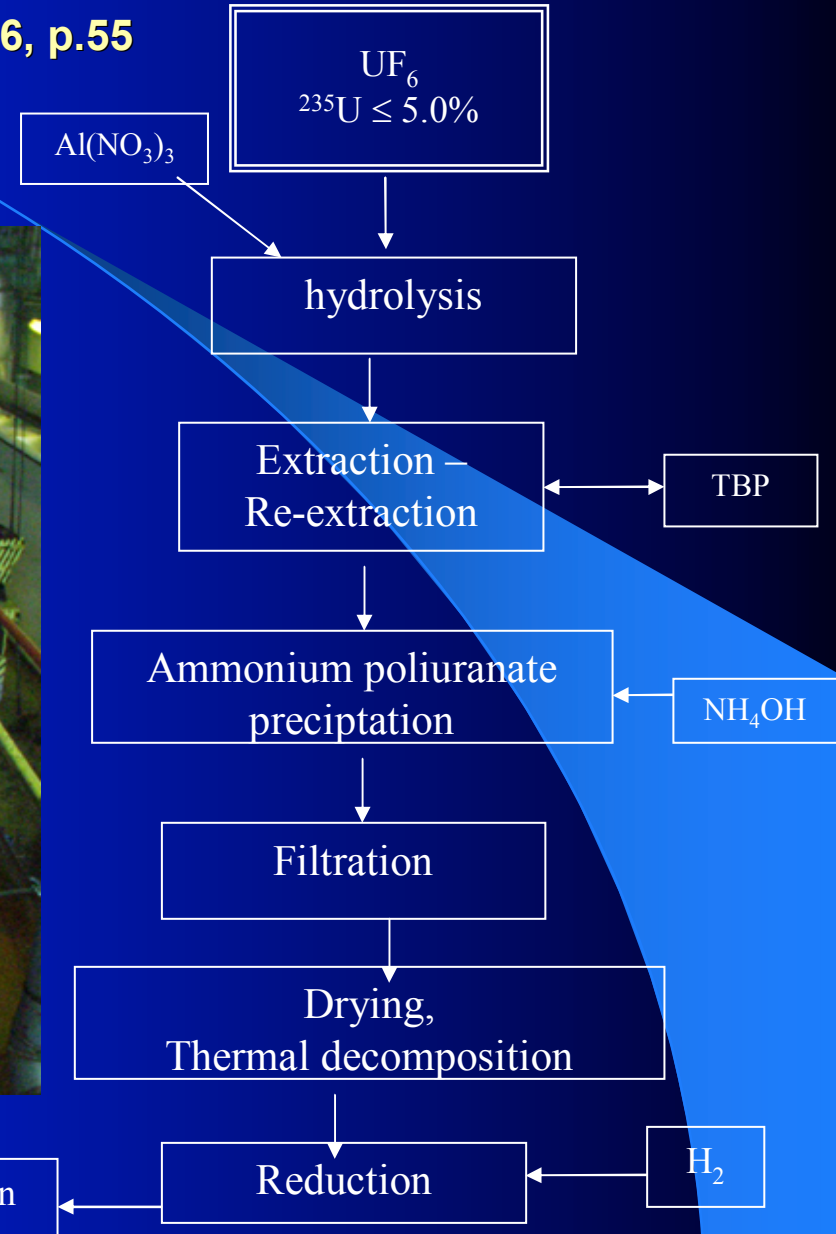 6, p.55
UF₆
²³⁵U ≤ 5.0%
Al(NO₃)₃
hydrolysis
Extraction –
Re-extraction
TBP
Ammonium poliuranate
preciptation
NH₄OH
Filtration
Drying,
Thermal decomposition
Reduction
H₂
n